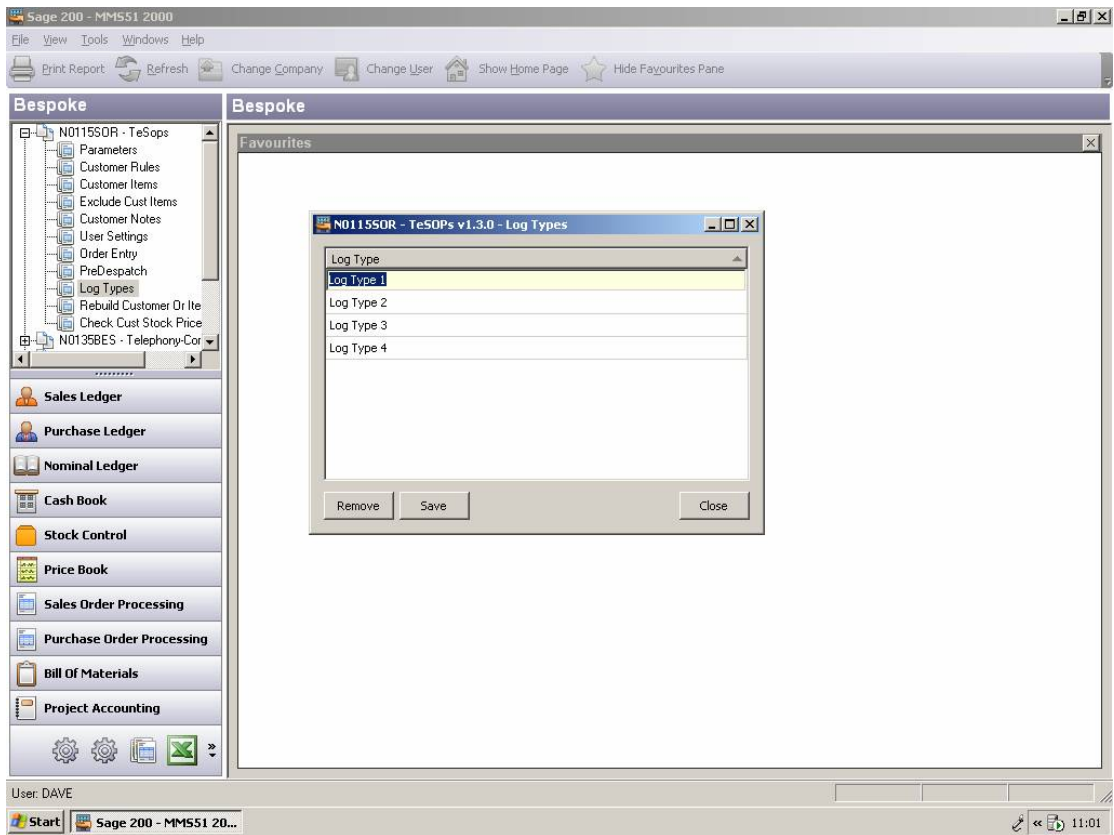 Sage 200 - MMS51 2000
File View Tools Windows Help
Print Report Refresh Change Company Change User Show Home Page Hide Favourites Pane
Bespoke
Bespoke
N0115SOR - TeSops
Parameters
Customer Rules
Customer Items
Exclude Cust Items
Customer Notes
User Settings
Order Entry
PreDespatch
Log Types
Rebuild Customer Or Ite
Check Cust Stock Price
N0135BES - Telephony-Cor
Sales Ledger
Purchase Ledger
Nominal Ledger
Cash Book
Stock Control
Price Book
Sales Order Processing
Purchase Order Processing
Bill Of Materials
Project Accounting
Favourites
N0115SOR - TeSOPs v1.3.0 - Log Types
Log Type
Log Type 1
Log Type 2
Log Type 3
Log Type 4
Remove Save Close
User: DAVE
Start Sage 200 - MMS51 20... « 11:01